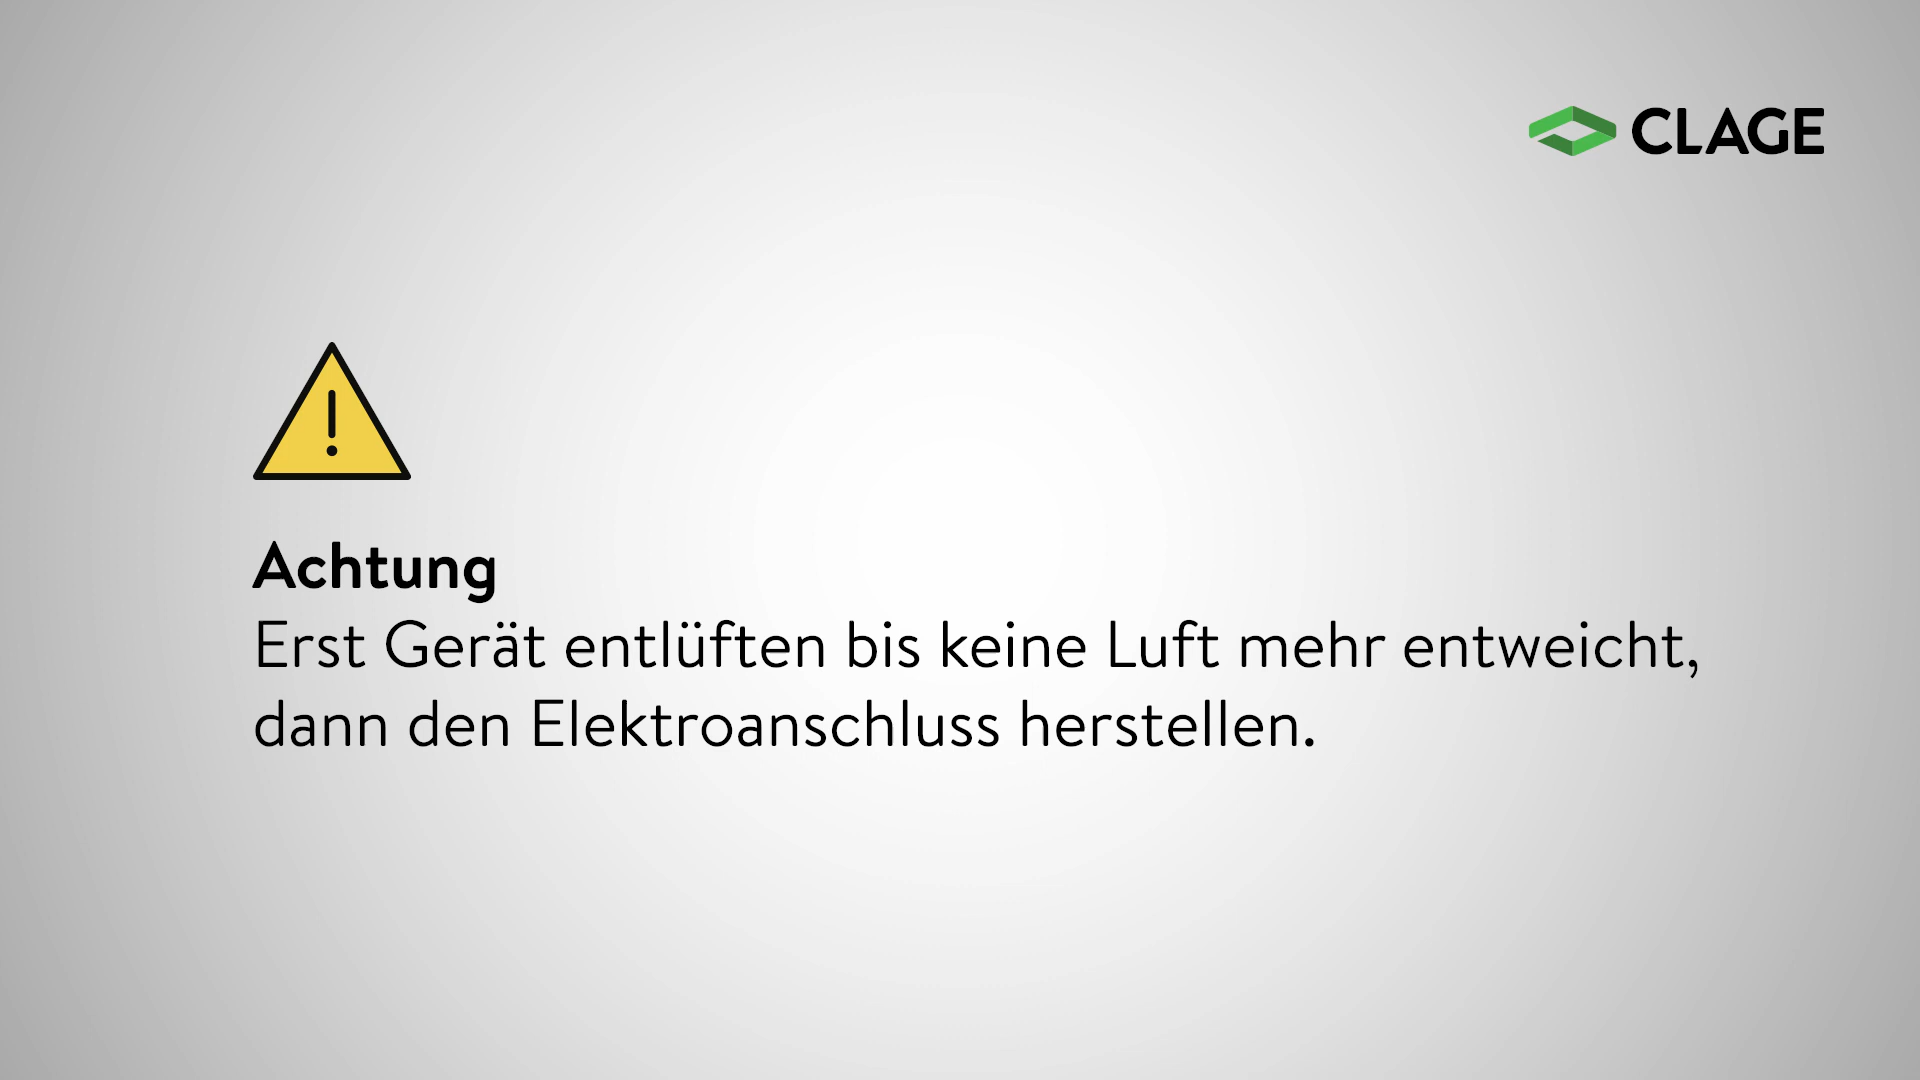 CLAGE
Achtung
Erst Gerät entlüften bis keine Luft mehr entweicht,
dann den Elektroanschluss herstellen.